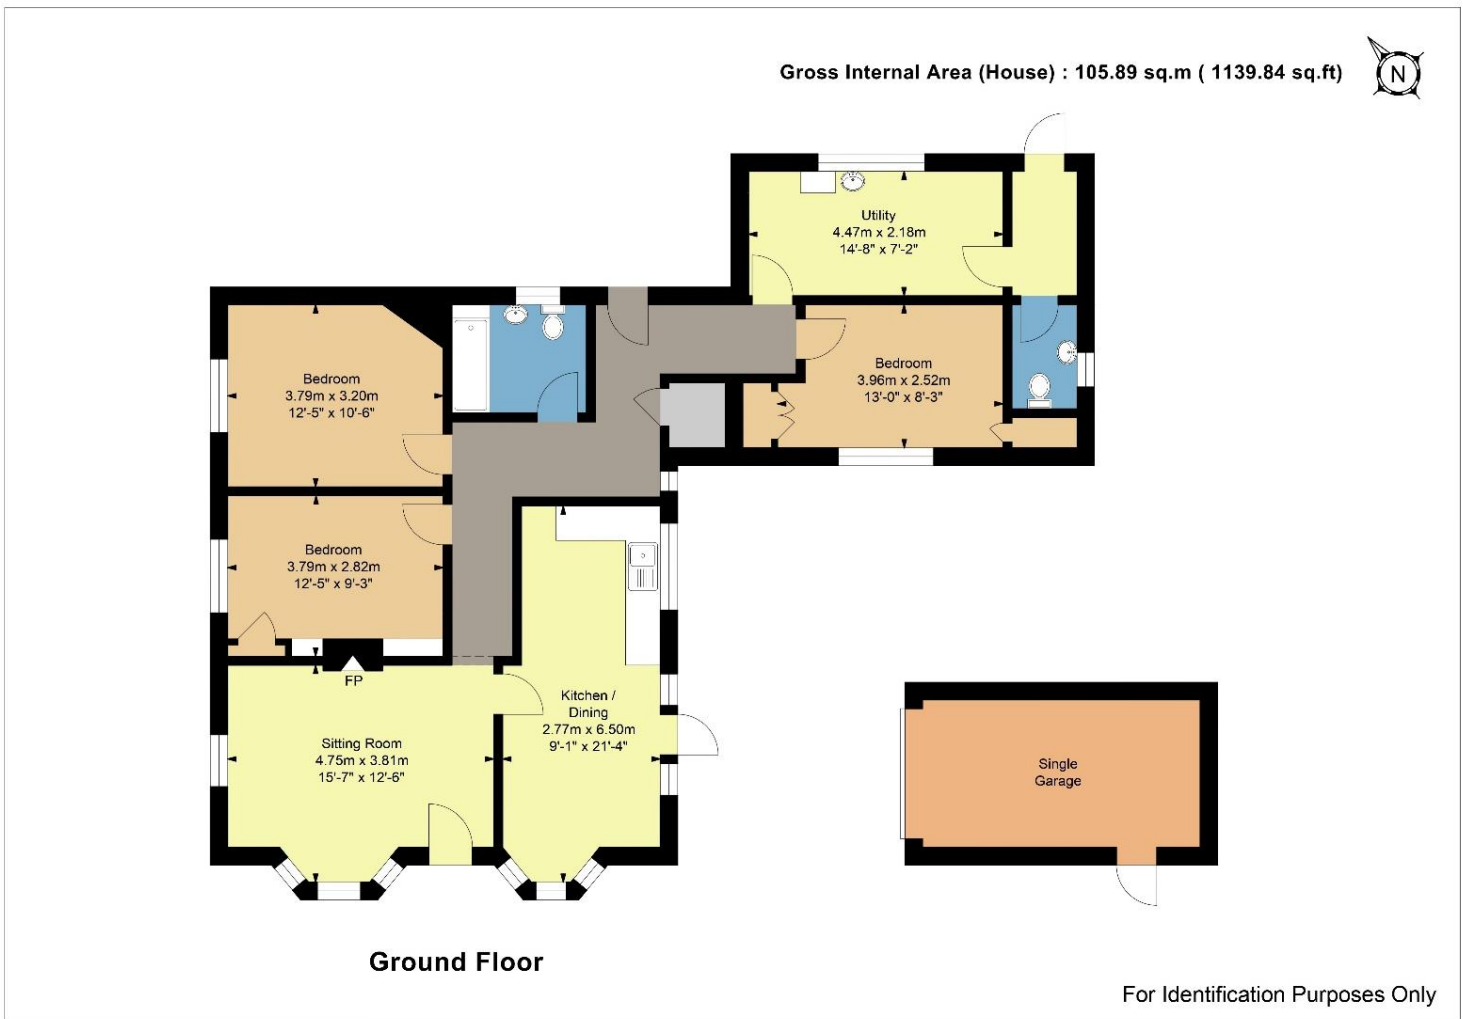 Gross Internal Area (House) : 105.89 sq.m ( 1139.84 sq.ft)
N
Utility
4.47m x 2.18m
14'-8" x 7'-2"
Bedroom
3.79m x 3.20m
12'-5" x 10'-6"
Bedroom
3.96m x 2.52m
13'-0" x 8'-3"
Bedroom
3.79m x 2.82m
12'-5" x 9'-3"
FP
Sitting Room
4.75m x 3.81m
15'-7" x 12'-6"
Kitchen /
Dining
2.77m x 6.50m
9'-1" x 21'-4"
Single
Garage
Ground Floor
For Identification Purposes Only